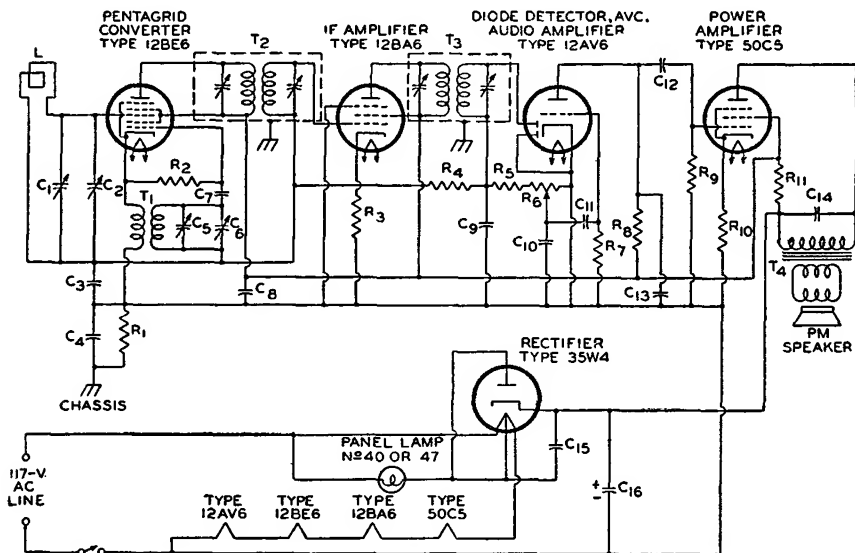 PENTAGRID
CONVERTER
TYPE 12BE6
T2
IF AMPLIFIER
TYPE 12BA6
T3
DIODE DETECTOR, AVC,
AUDIO AMPLIFIER
TYPE 12AV6
POWER
AMPLIFIER
TYPE 50C5
L
C12
C1
C2
R2
C7
T1
C5
C6
R3
R4
R5
R6
C9
C10
C11
R7
R8
R9
R10
R11
C14
T4
C3
C8
C13
C4
R1
CHASSIS
PM
SPEAKER
RECTIFIER
TYPE 35W4
PANEL LAMP
No 40 OR 47
C15
C16
+
-
117-V.
AC
LINE
TYPE
12AV6
TYPE
12BE6
TYPE
12BA6
TYPE
50C5